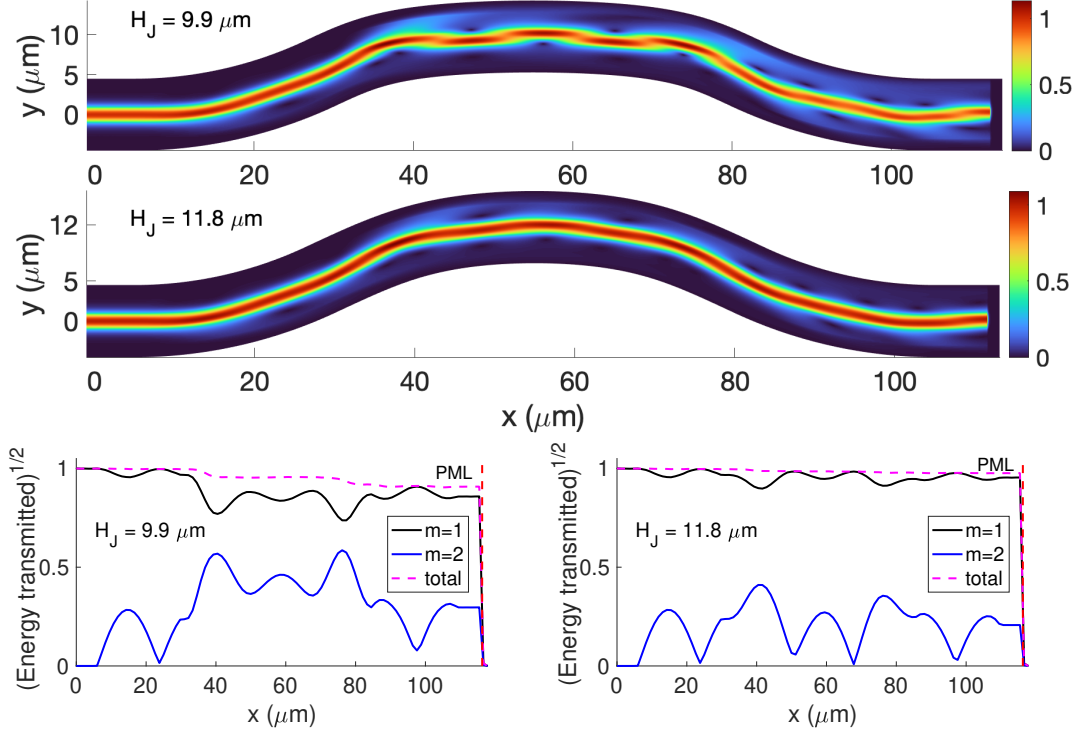 H_J = 9.9 μm
y (μm)
10
5
0
1
0.5
0
0 20 40 60 80 100
H_J = 11.8 μm
y (μm)
12
5
0
1
0.5
0
0 20 40 60 80 100
x (μm)
(Energy transmitted)^1/2
1
0.5
0
PML
H_J = 9.9 μm
m=1
m=2
total
0 20 40 60 80 100
x (μm)
(Energy transmitted)^1/2
1
0.5
0
PML
H_J = 11.8 μm
m=1
m=2
total
0 20 40 60 80 100
x (μm)